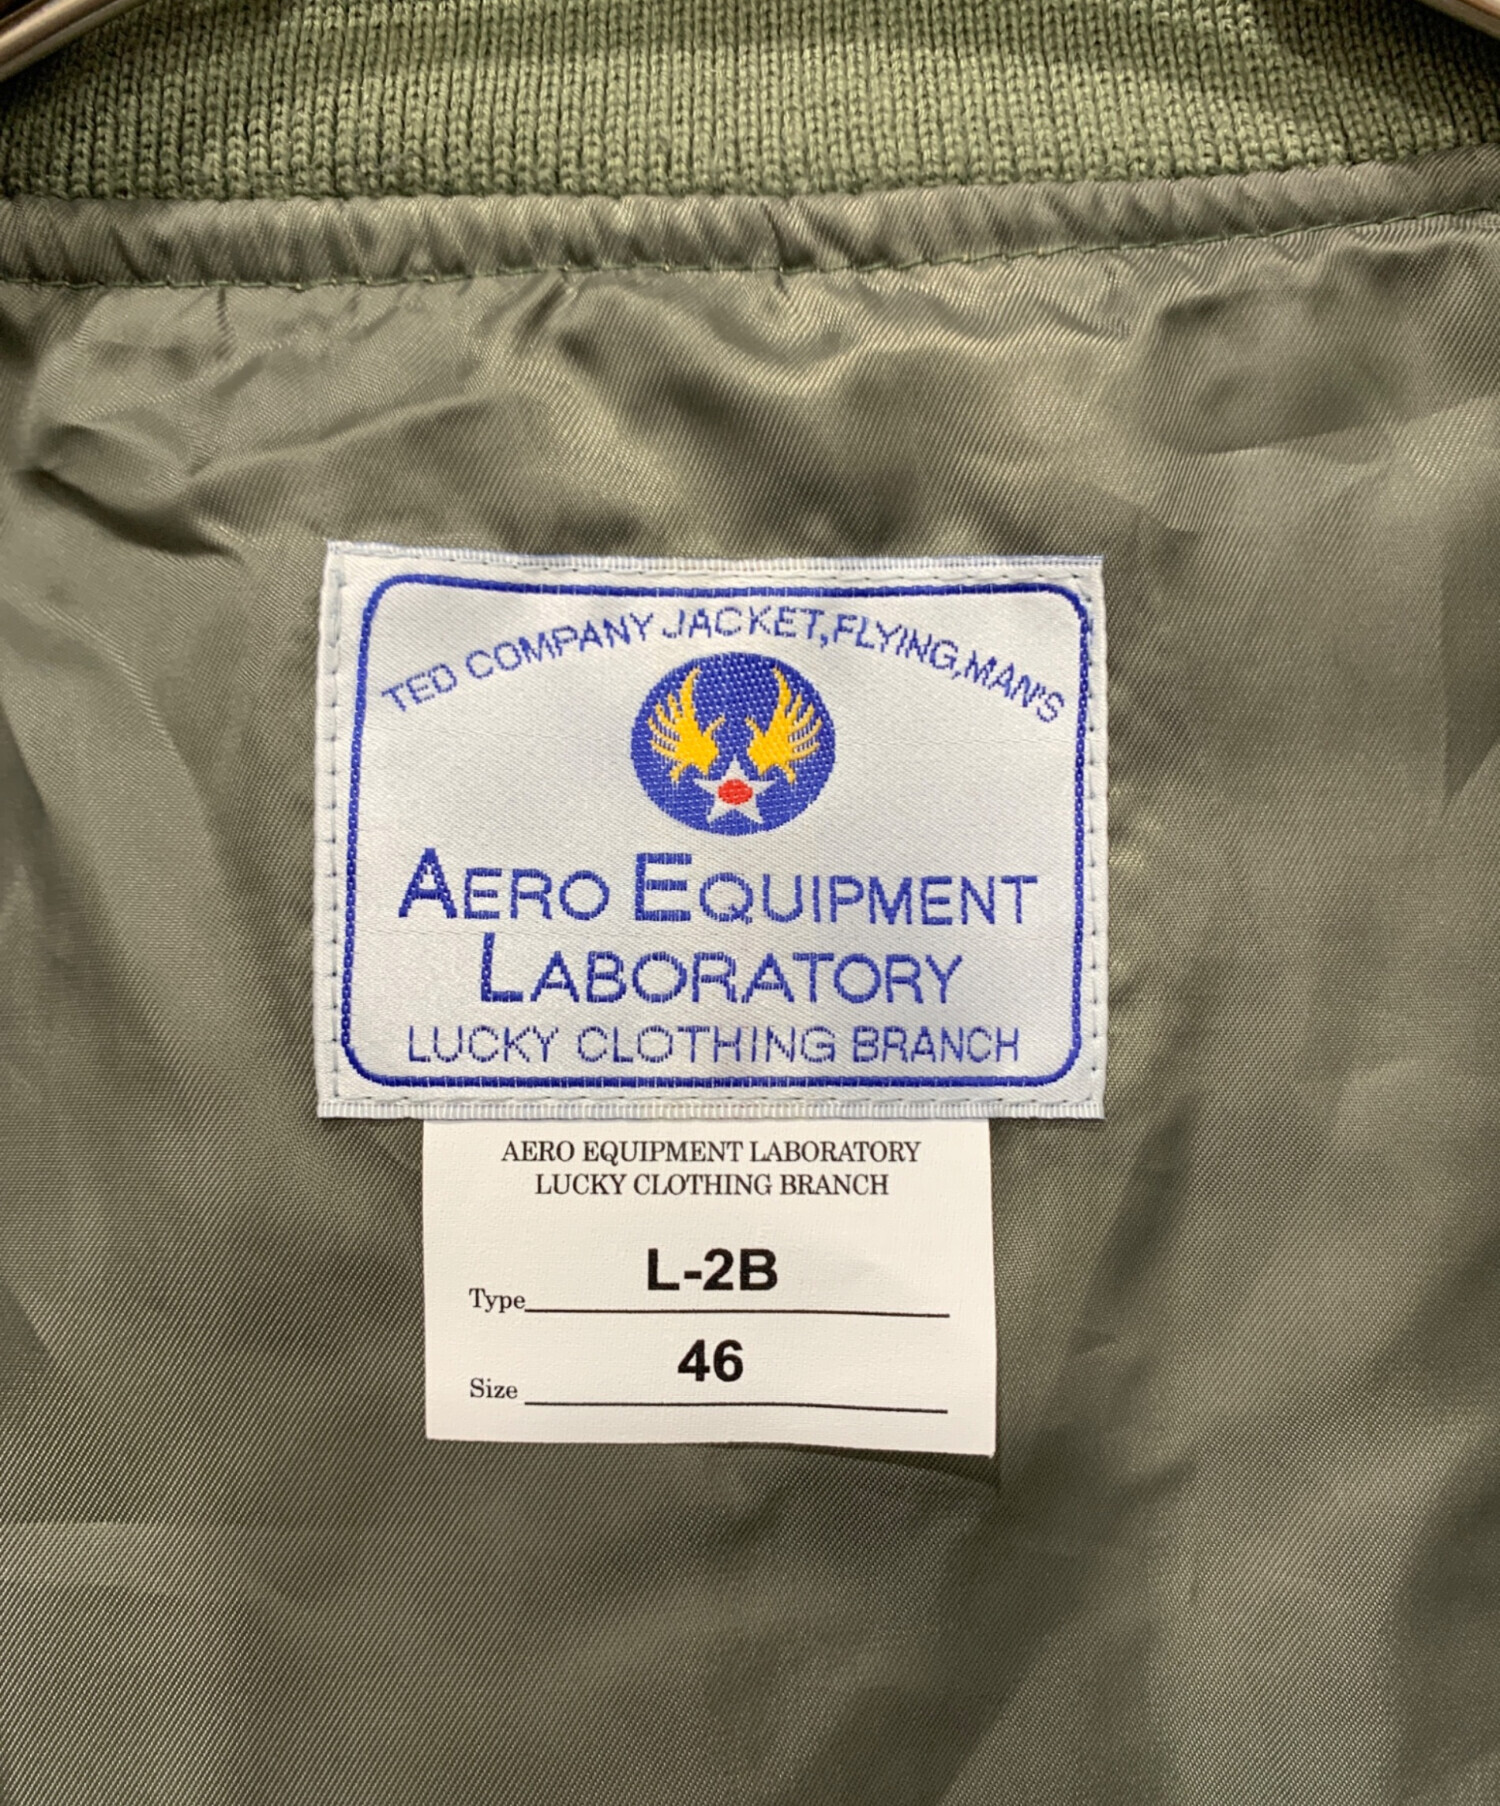 TED COMPANY JACKET,FLYING,MAN'S
AERO EQUIPMENT
LABORATORY
LUCKY CLOTHING BRANCH
AERO EQUIPMENT LABORATORY
LUCKY CLOTHING BRANCH
Type L-2B
Size 46